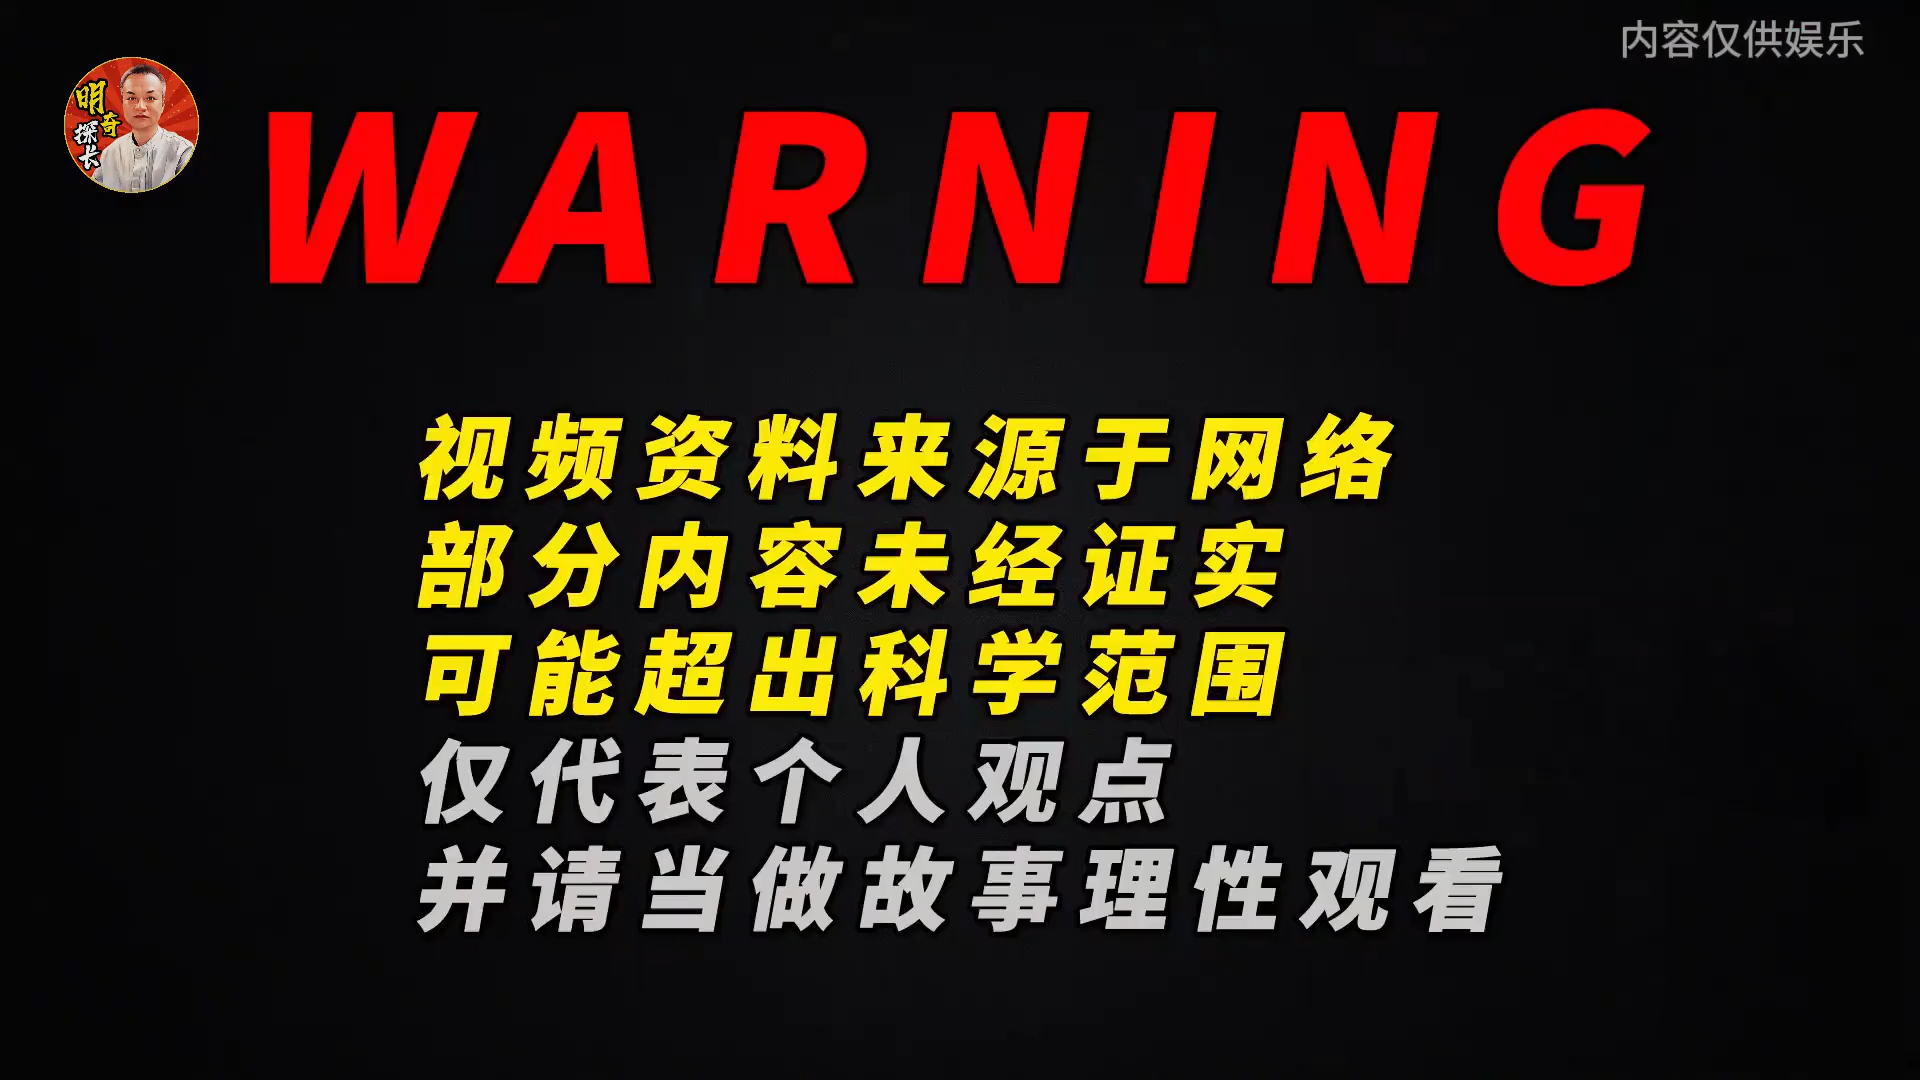 内容仅供娱乐
明奇
探长
WARNING
视频资料来源于网络
部分内容未经证实
可能超出科学范围
仅代表个人观点
并请当做故事理性观看